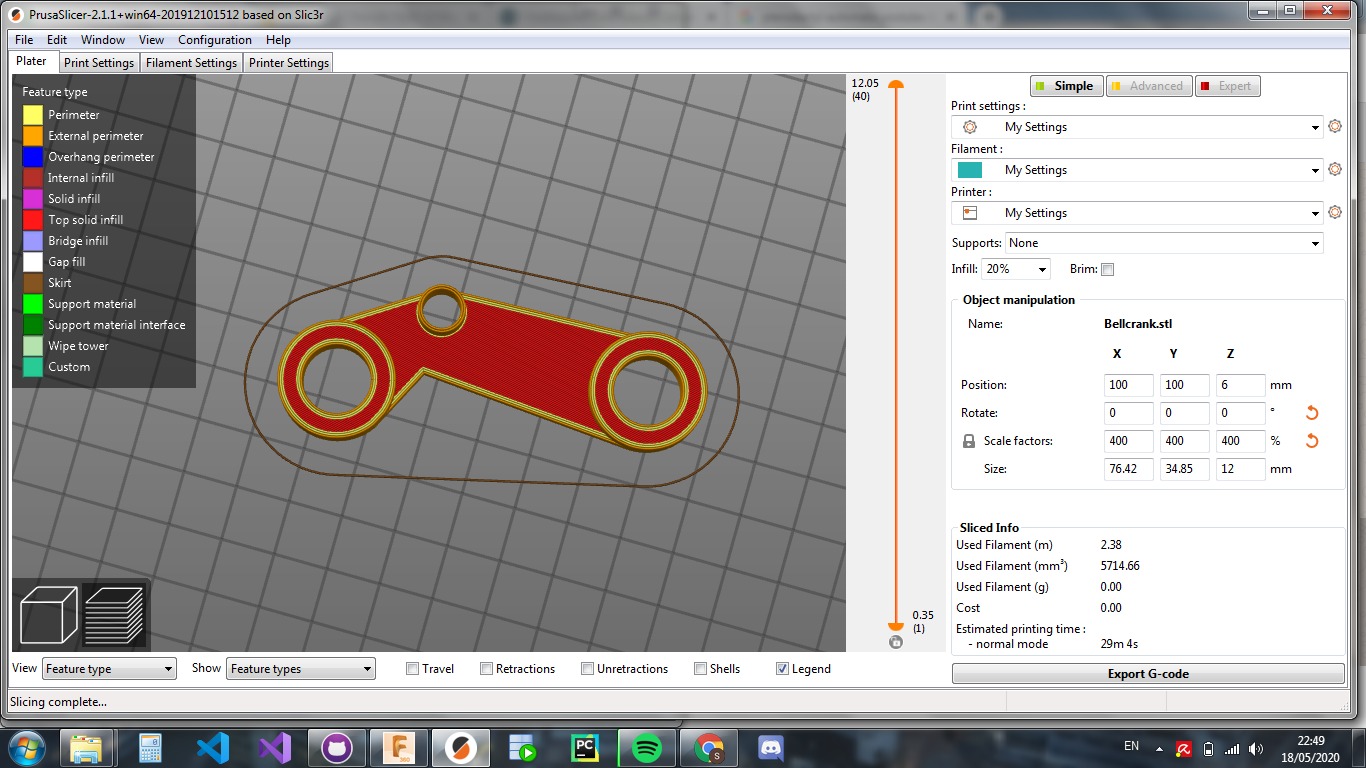 PrusaSlicer-2.1.1+win64-201912101512 based on Slic3r
File Edit Window View Configuration Help
Plater Print Settings Filament Settings Printer Settings
Feature type
Perimeter
External perimeter
Overhang perimeter
Internal infill
Solid infill
Top solid infill
Bridge infill
Gap fill
Skirt
Support material
Support material interface
Wipe tower
Custom
12.05
(40)
0.35
(1)
Simple Advanced Expert
Print settings :
My Settings
Filament :
My Settings
Printer :
My Settings
Supports: None
Infill: 20% Brim:
Object manipulation
Name: Bellcrank.stl
X Y Z
Position: 100 100 6 mm
Rotate: 0 0 0 °
Scale factors: 400 400 400 %
Size: 76.42 34.85 12 mm
Sliced Info
Used Filament (m) 2.38
Used Filament (mm³) 5714.66
Used Filament (g) 0.00
Cost 0.00
Estimated printing time :
- normal mode 29m 4s
View Feature type Show Feature types Travel Retractions Unretractions Shells Legend
Export G-code
Slicing complete...
F
360
PC
S
EN
22:49
18/05/2020